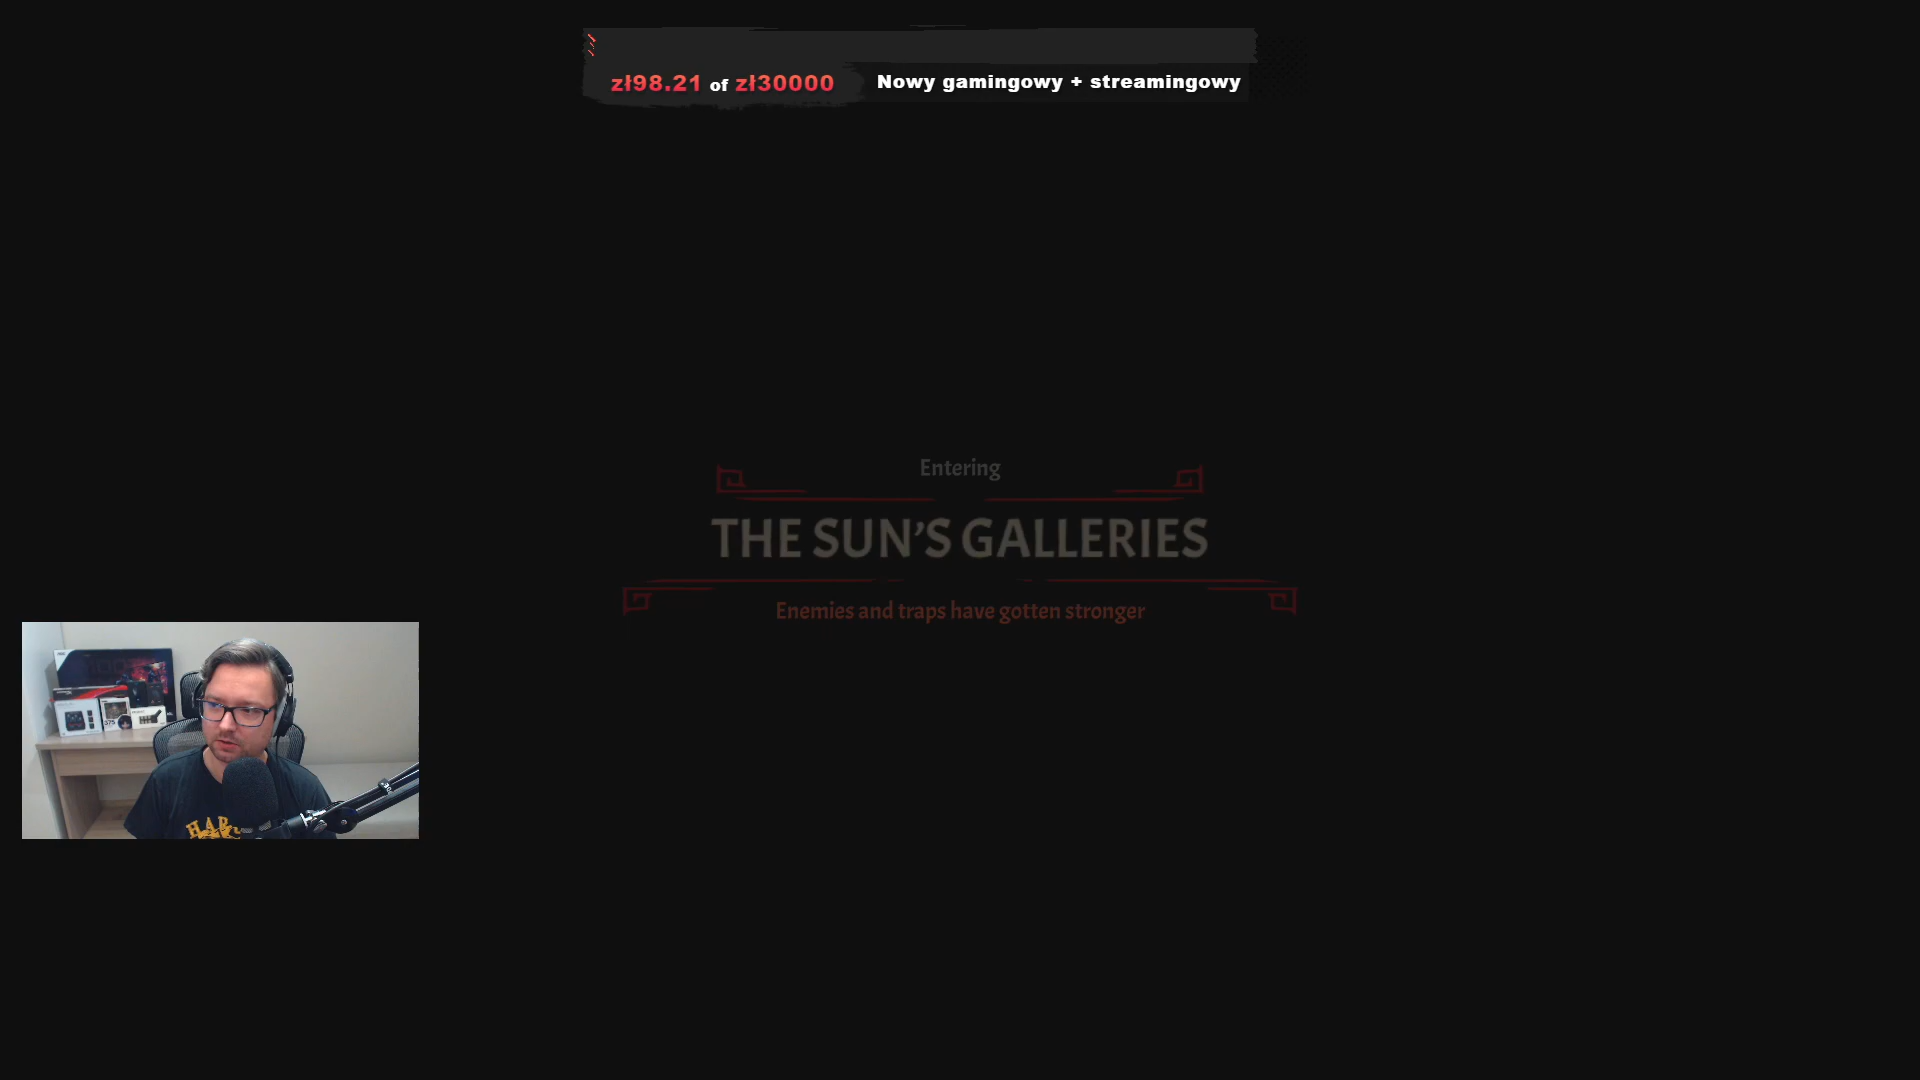 zł98.21 of zł30000 Nowy gamingowy + streamingowy
Entering
THE SUN'S GALLERIES
Enemies and traps have gotten stronger